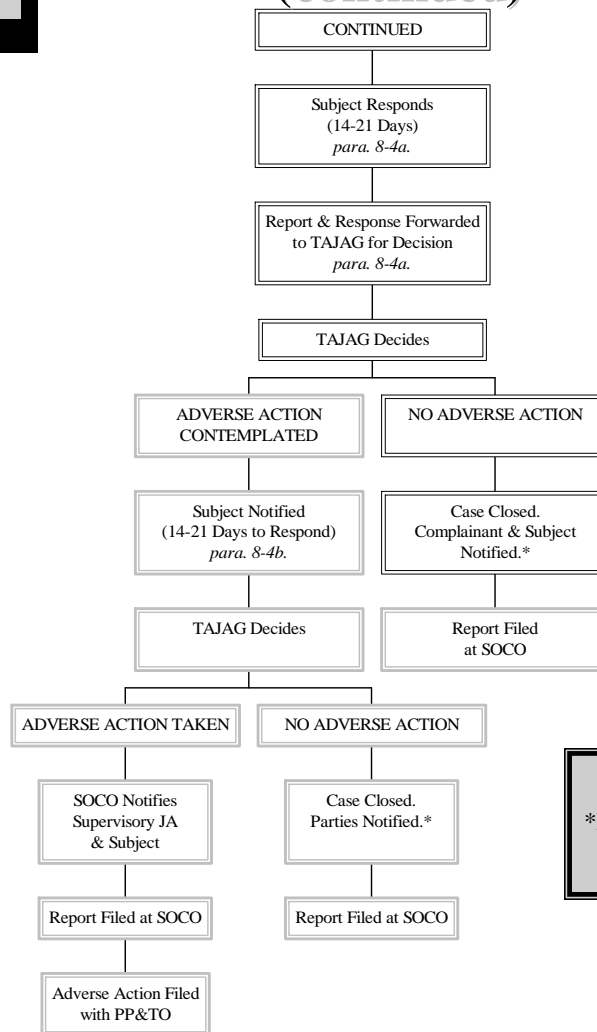 CONTINUED
Subject Responds
(14-21 Days)
para. 8-4a.
Report & Response Forwarded
to TAJAG for Decision
para. 8-4a.
TAJAG Decides
ADVERSE ACTION
CONTEMPLATED
NO ADVERSE ACTION
Subject Notified
(14-21 Days to Respond)
para. 8-4b.
Case Closed.
Complainant & Subject
Notified.*
TAJAG Decides
Report Filed
at SOCO
ADVERSE ACTION TAKEN
NO ADVERSE ACTION
SOCO Notifies
Supervisory JA
& Subject
Case Closed.
Parties Notified.*
*
Report Filed at SOCO
Report Filed at SOCO
Adverse Action Filed
with PP&TO